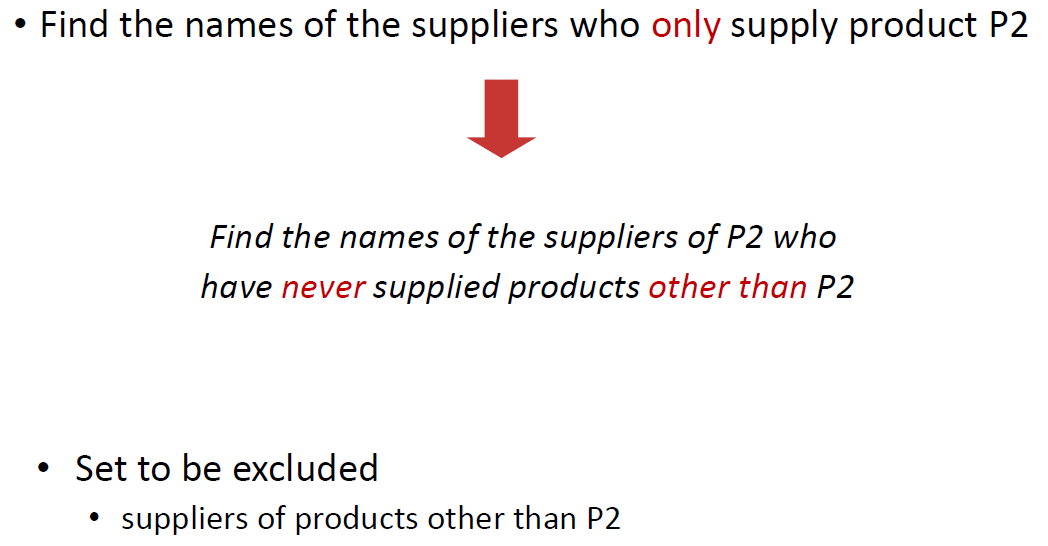 • Find the names of the suppliers who only supply product P2
Find the names of the suppliers of P2 who
have never supplied products other than P2
• Set to be excluded
• suppliers of products other than P2